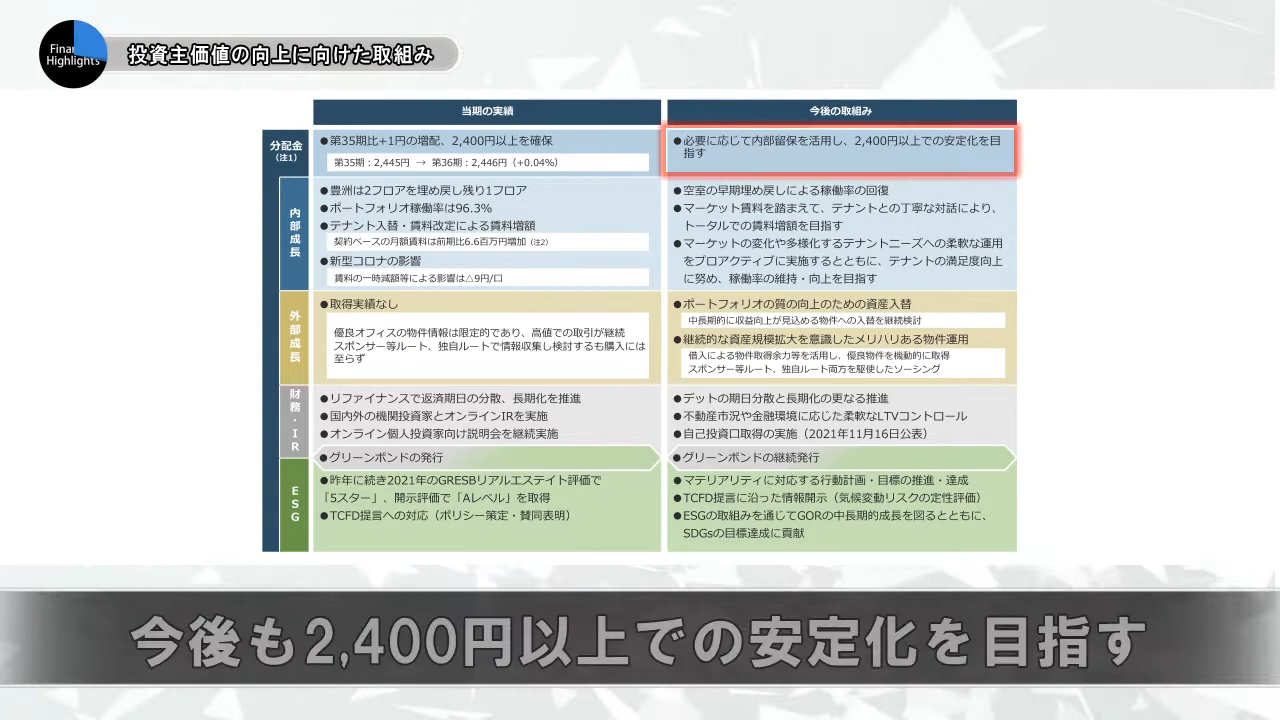 Finan
Highlights
投資主価値の向上に向けた取組み
当期の実績
今後の取組み
分配金
(注1)
●第35期比+1円の増配、2,400円以上を確保
第35期：2,445円 → 第36期：2,446円（+0.04%）
●必要に応じて内部留保を活用し、2,400円以上での安定化を目
指す
内部成長
●豊洲は2フロアを埋め戻し残り1フロア
●ポートフォリオ稼働率は96.3%
●テナント入替・賃料改定による賃料増額
契約ベースの月額賃料は前期比6.6百万円増加（注2）
●新型コロナの影響
賃料の一時減額等による影響は△9円/口
●空室の早期埋め戻しによる稼働率の回復
●マーケット賃料を踏まえて、テナントとの丁寧な対話により、
トータルでの賃料増額を目指す
●マーケットの変化や多様化するテナントニーズへの柔軟な運用
をプロアクティブに実施するとともに、テナントの満足度向上
に努め、稼働率の維持・向上を目指す
外部成長
●取得実績なし
優良オフィスの物件情報は限定的であり、高値での取引が継続
スポンサー等ルート、独自ルートで情報収集し検討するも購入には
至らず
●ポートフォリオの質の向上のための資産入替
中長期的に収益向上が見込める物件への入替を継続検討
●継続的な資産規模拡大を意識したメリハリある物件運用
借入による物件取得余力等を活用し、優良物件を機動的に取得
スポンサー等ルート、独自ルート両方を駆使したソーシング
財務・IR
●リファイナンスで返済期日の分散、長期化を推進
●国内外の機関投資家とオンラインIRを実施
●オンライン個人投資家向け説明会を継続実施
●デットの期日分散と長期化の更なる推進
●不動産市況や金融環境に応じた柔軟なLTVコントロール
●自己投資口取得の実施（2021年11月16日公表）
●グリーンボンドの発行
●グリーンボンドの継続発行
ESG
●昨年に続き2021年のGRESBリアルエステイト評価で
「5スター」、開示評価で「Aレベル」を取得
●TCFD提言への対応（ポリシー策定・賛同表明）
●マテリアリティに対応する行動計画・目標の推進・達成
●TCFD提言に沿った情報開示（気候変動リスクの定性評価）
●ESGの取組みを通じてGORの中長期的成長を図るとともに、
SDGsの目標達成に貢献
今後も2,400円以上での安定化を目指す